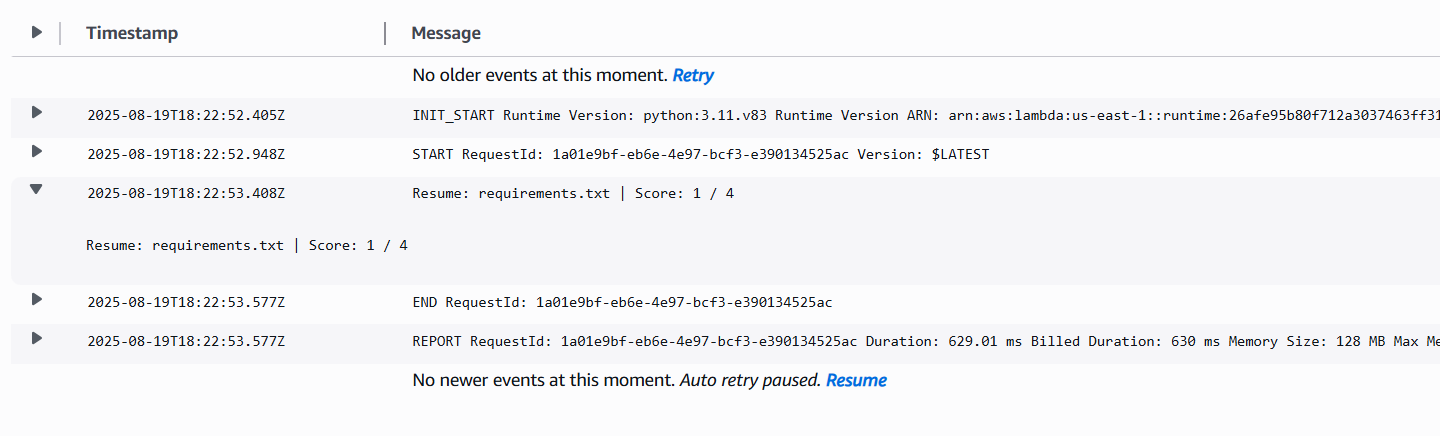 Timestamp Message
No older events at this moment. Retry
2025-08-19T18:22:52.405Z INIT_START Runtime Version: python:3.11.v83 Runtime Version ARN: arn:aws:lambda:us-east-1::runtime:26afe95b80f712a3037463ff31
2025-08-19T18:22:52.948Z START RequestId: 1a01e9bf-eb6e-4e97-bcf3-e390134525ac Version: $LATEST
2025-08-19T18:22:53.408Z Resume: requirements.txt | Score: 1 / 4
Resume: requirements.txt | Score: 1 / 4
2025-08-19T18:22:53.577Z END RequestId: 1a01e9bf-eb6e-4e97-bcf3-e390134525ac
2025-08-19T18:22:53.577Z REPORT RequestId: 1a01e9bf-eb6e-4e97-bcf3-e390134525ac Duration: 629.01 ms Billed Duration: 630 ms Memory Size: 128 MB Max Me
No newer events at this moment. Auto retry paused. Resume